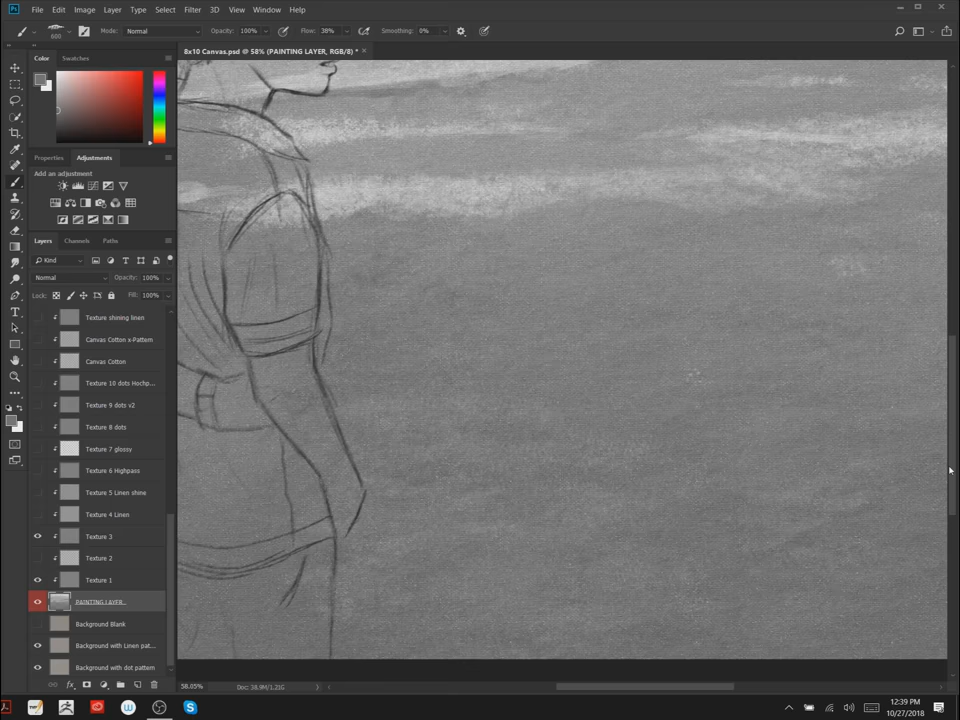 Ps File Edit Image Layer Type Select Filter 3D View Window Help
600 Mode: Normal Opacity: 100% Flow: 38% Smoothing: 0%
8x10 Canvas.psd @ 58% (PAINTING LAYER, RGB/8) * ×
Color Swatches
Properties Adjustments
Add an adjustment
Layers Channels Paths
Kind
Normal Opacity: 100%
Lock: Fill: 100%
Texture shining linen
Canvas Cotton x-Pattern
Canvas Cotton
Texture 10 dots Hochp...
Texture 9 dots v2
Texture 8 dots
Texture 7 glossy
Texture 6 Highpass
Texture 5 Linen shine
Texture 4 Linen
Texture 3
Texture 2
Texture 1
PAINTING LAYER
Background Blank
Background with Linen pat...
Background with dot pattern
58.05% Doc: 38.9M/1.21G
12:39 PM
10/27/2018